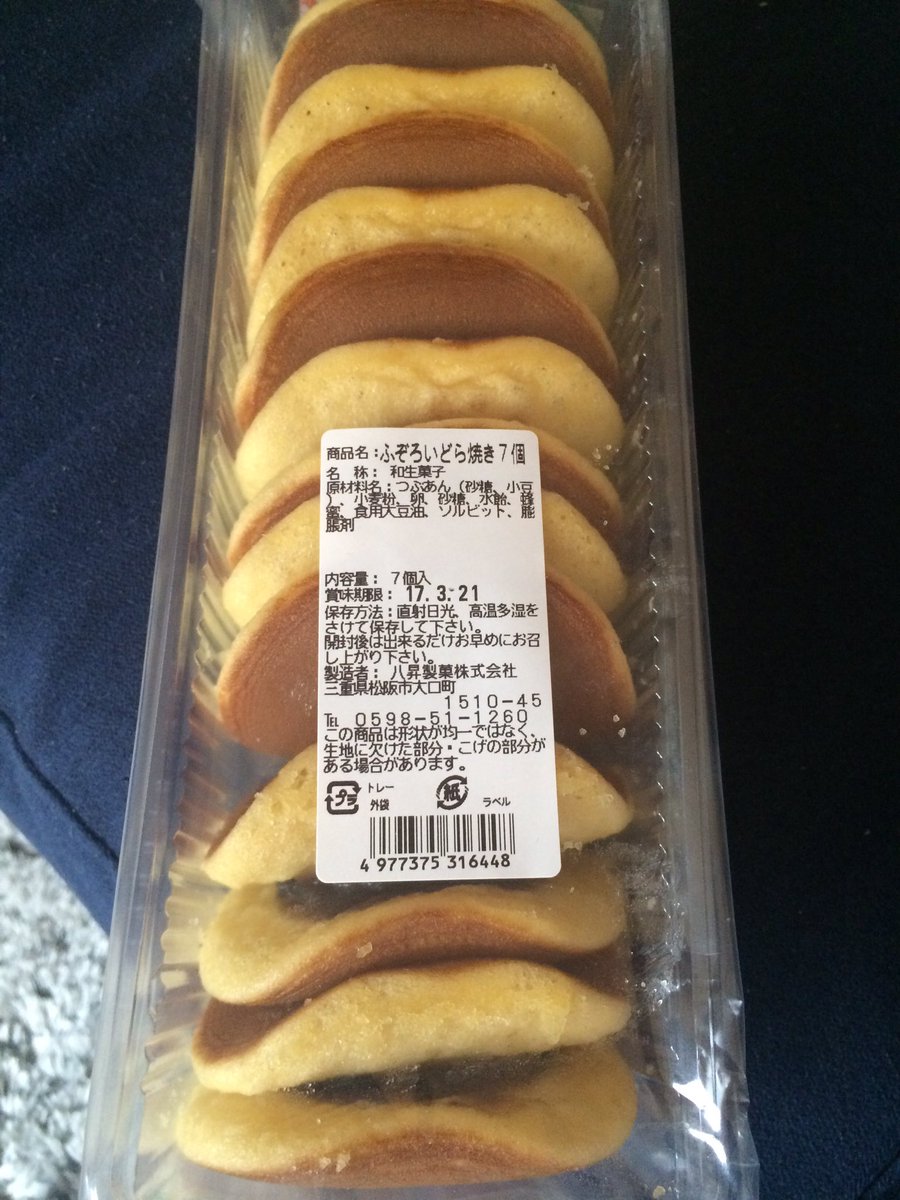 商品名：ふぞろいどら焼き７個
名　称：　和生菓子
原材料名：つぶあん（砂糖、小豆
）、小麦粉、卵、砂糖、水飴、蜂
蜜、食用大豆油、ソルビット、膨
脹剤
内容量：　７個入
賞味期限：　17.3.21
保存方法：直射日光、高温多湿を
さけて保存して下さい。
開封後は出来るだけお早めにお召
し上がり下さい。
製造者：　八昇製菓株式会社
三重県松阪市大口町
１５１０－４５
℡　０５９８－５１－１２６０
この商品は形状が均一ではなく、
生地に欠けた部分・こげの部分が
ある場合があります。
プラ　トレー　外袋　紙　ラベル
4 977375 316448